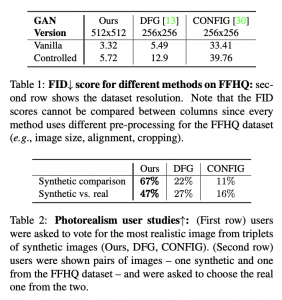 GAN Ours DFG [13] CONFIG [30]
Version 512x512 256x256 256x256
Vanilla 3.32 5.49 33.41
Controlled 5.72 12.9 39.76
Table 1: FID↓ score for different methods on FFHQ: sec-
ond row shows the dataset resolution. Note that the FID
scores cannot be compared between columns since every
method uses different pre-processing for the FFHQ dataset
(e.g., image size, alignment, cropping).
Ours DFG CONFIG
Synthetic comparison 67% 22% 11%
Synthetic vs. real 47% 27% 16%
Table 2: Photorealism user studies↑: (First row) users
were asked to vote for the most realistic image from triplets
of synthetic images (Ours, DFG, CONFIG). (Second row)
users were shown pairs of images – one synthetic and one
from the FFHQ dataset – and were asked to choose the real
one from the two.